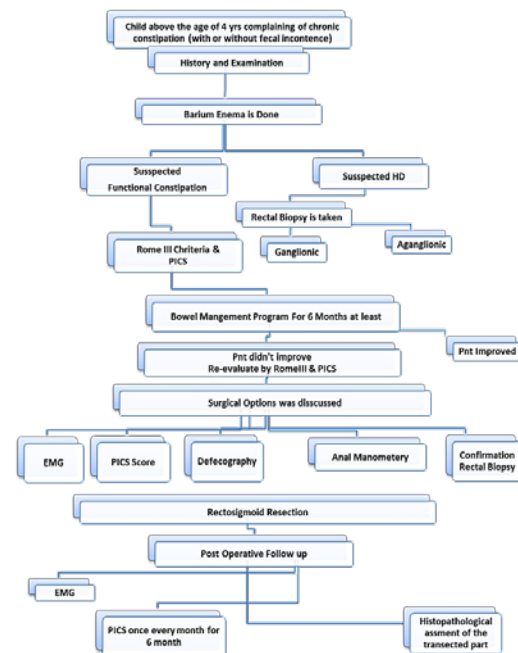 Child above the age of 4 yrs complaining of chronic
constipation (with or without fecal incontence)
History and Examination
Barium Enema is Done
Susspected
Functional Constipation
Susspected HD
Rectal Biopsy is taken
Rome III Chriteria &
PICS
Ganglionic
Aganglionic
Bowel Mangement Program For 6 Months at least
Pnt Improved
Pnt didn't improve
Re-evaluate by RomeIII & PICS
Surgical Options was disscussed
EMG
PICS Score
Defecography
Anal Manometery
Confirmation
Rectal Biopsy
Rectosigmoid Resection
Post Operative Follow up
EMG
PICS once every month for
6 month
Histopathological
assment of the
transected part